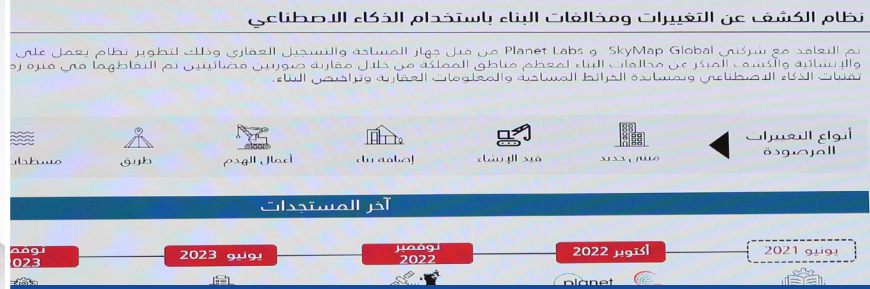 نظام الكشف عن التغييرات ومخالفات البناء باستخدام الذكاء الاصطناعي
تم التعاقد مع شركتي SkyMap Global و Planet Labs من قبل جهاز المساحة والتسجيل العقاري وذلك لتطوير نظام يعمل على
والإنشائية والكشف المبكر عن مخالفات البناء لمعظم مناطق المملكة من خلال مقارنة صورتين فضائيتين تم التقاطهما في فترة
تقنيات الذكاء الاصطناعي وبمساندة الخرائط المساحية والمعلومات العقارية وتراخيص البناء.
أنواع التغييرات
المرصودة
مبنى جديد
قيد الإنشاء
إضافة بناء
أعمال الهدم
طريق
آخر المستجدات
يونيو 2021
أكتوبر 2022
نوفمبر
2022
يونيو 2023
planet